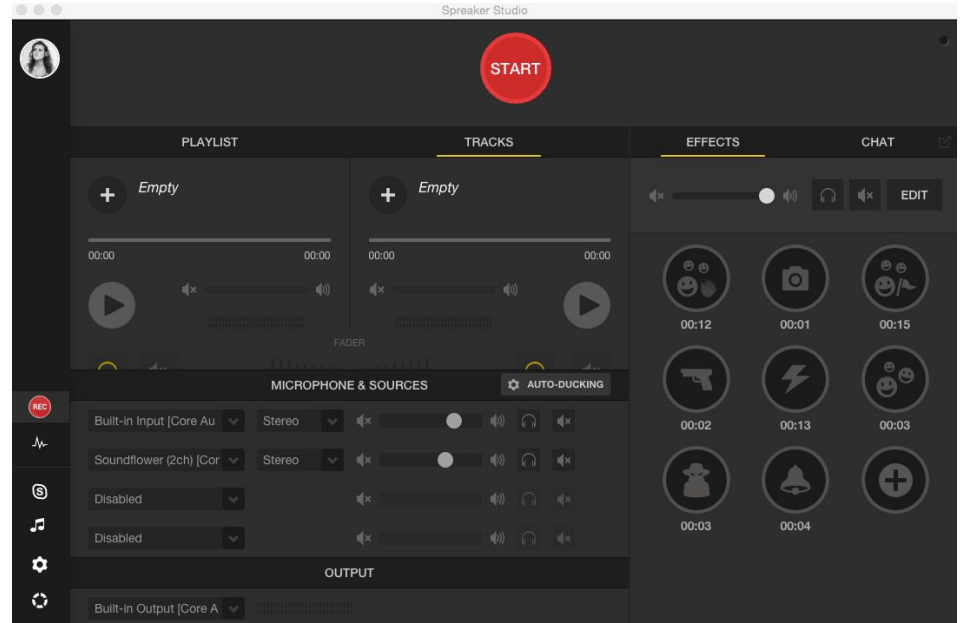 Spreaker Studio
START
PLAYLIST
TRACKS
EFFECTS
CHAT
Empty
Empty
EDIT
00:00
00:00
00:00
00:00
FADER
00:12
00:01
00:15
00:02
00:13
00:03
00:03
00:04
MICROPHONE & SOURCES
AUTO-DUCKING
REC
Built-in Input [Core Au
Stereo
Soundflower (2ch) [Cor
Stereo
Disabled
Disabled
OUTPUT
Built-in Output [Core A